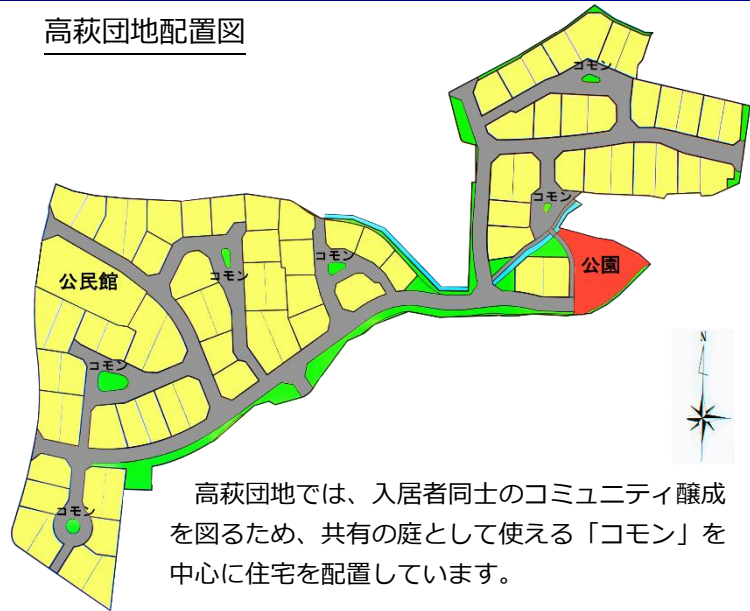 高萩団地配置図
コモン
コモン
公園
コモン
コモン
公民館
コモン
コモン
N
高萩団地では、入居者同士のコミュニティ醸成
を図るため、共有の庭として使える「コモン」を
中心に住宅を配置しています。